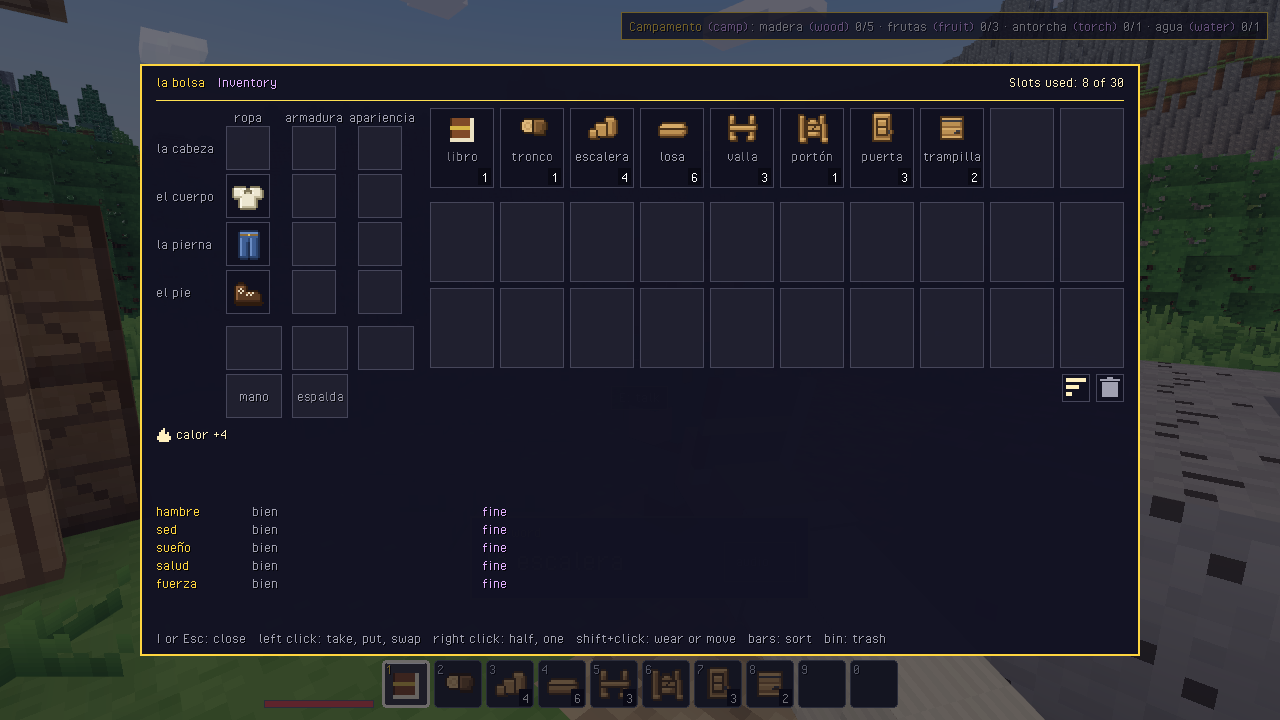 Campamento (camp): madera (wood) 0/5 · frutas (fruit) 0/3 · antorcha (torch) 0/1 · agua (water) 0/1
la bolsa Inventory
Slots used: 8 of 30
ropa armadura apariencia
la cabeza
el cuerpo
la pierna
el pie
mano espalda
libro tronco escalera losa valla portón puerta trampilla
1 1 4 6 3 1 3 2
calor +4
hambre bien fine
sed bien fine
sueño bien fine
salud bien fine
fuerza bien fine
I or Esc: close left click: take, put, swap right click: half, one shift+click: wear or move bars: sort bin: trash
1 2 3 4 5 6 7 8 9 0
4 6 3 3 2